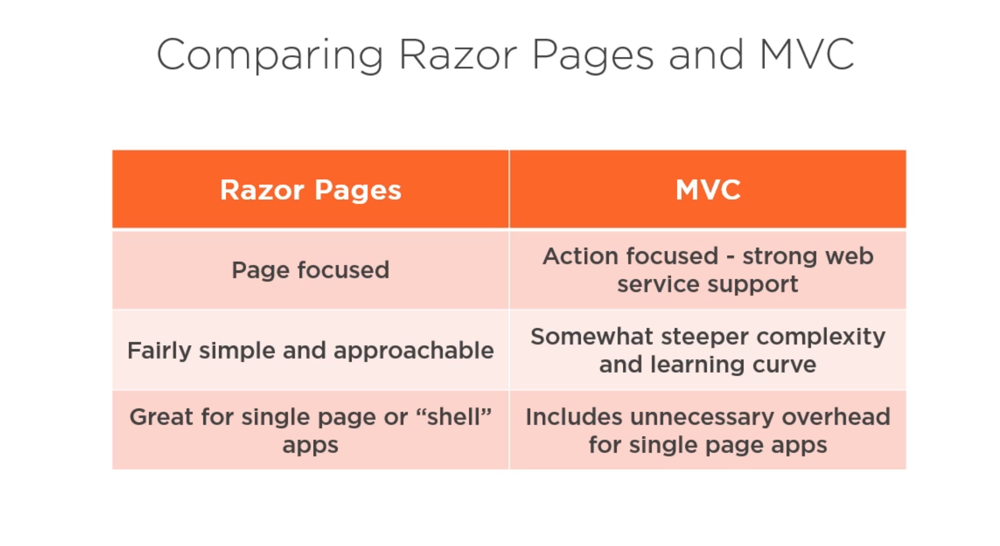 Comparing Razor Pages and MVC
Razor Pages
MVC
Page focused
Action focused - strong web
service support
Fairly simple and approachable
Somewhat steeper complexity
and learning curve
Great for single page or “shell”
apps
Includes unnecessary overhead
for single page apps